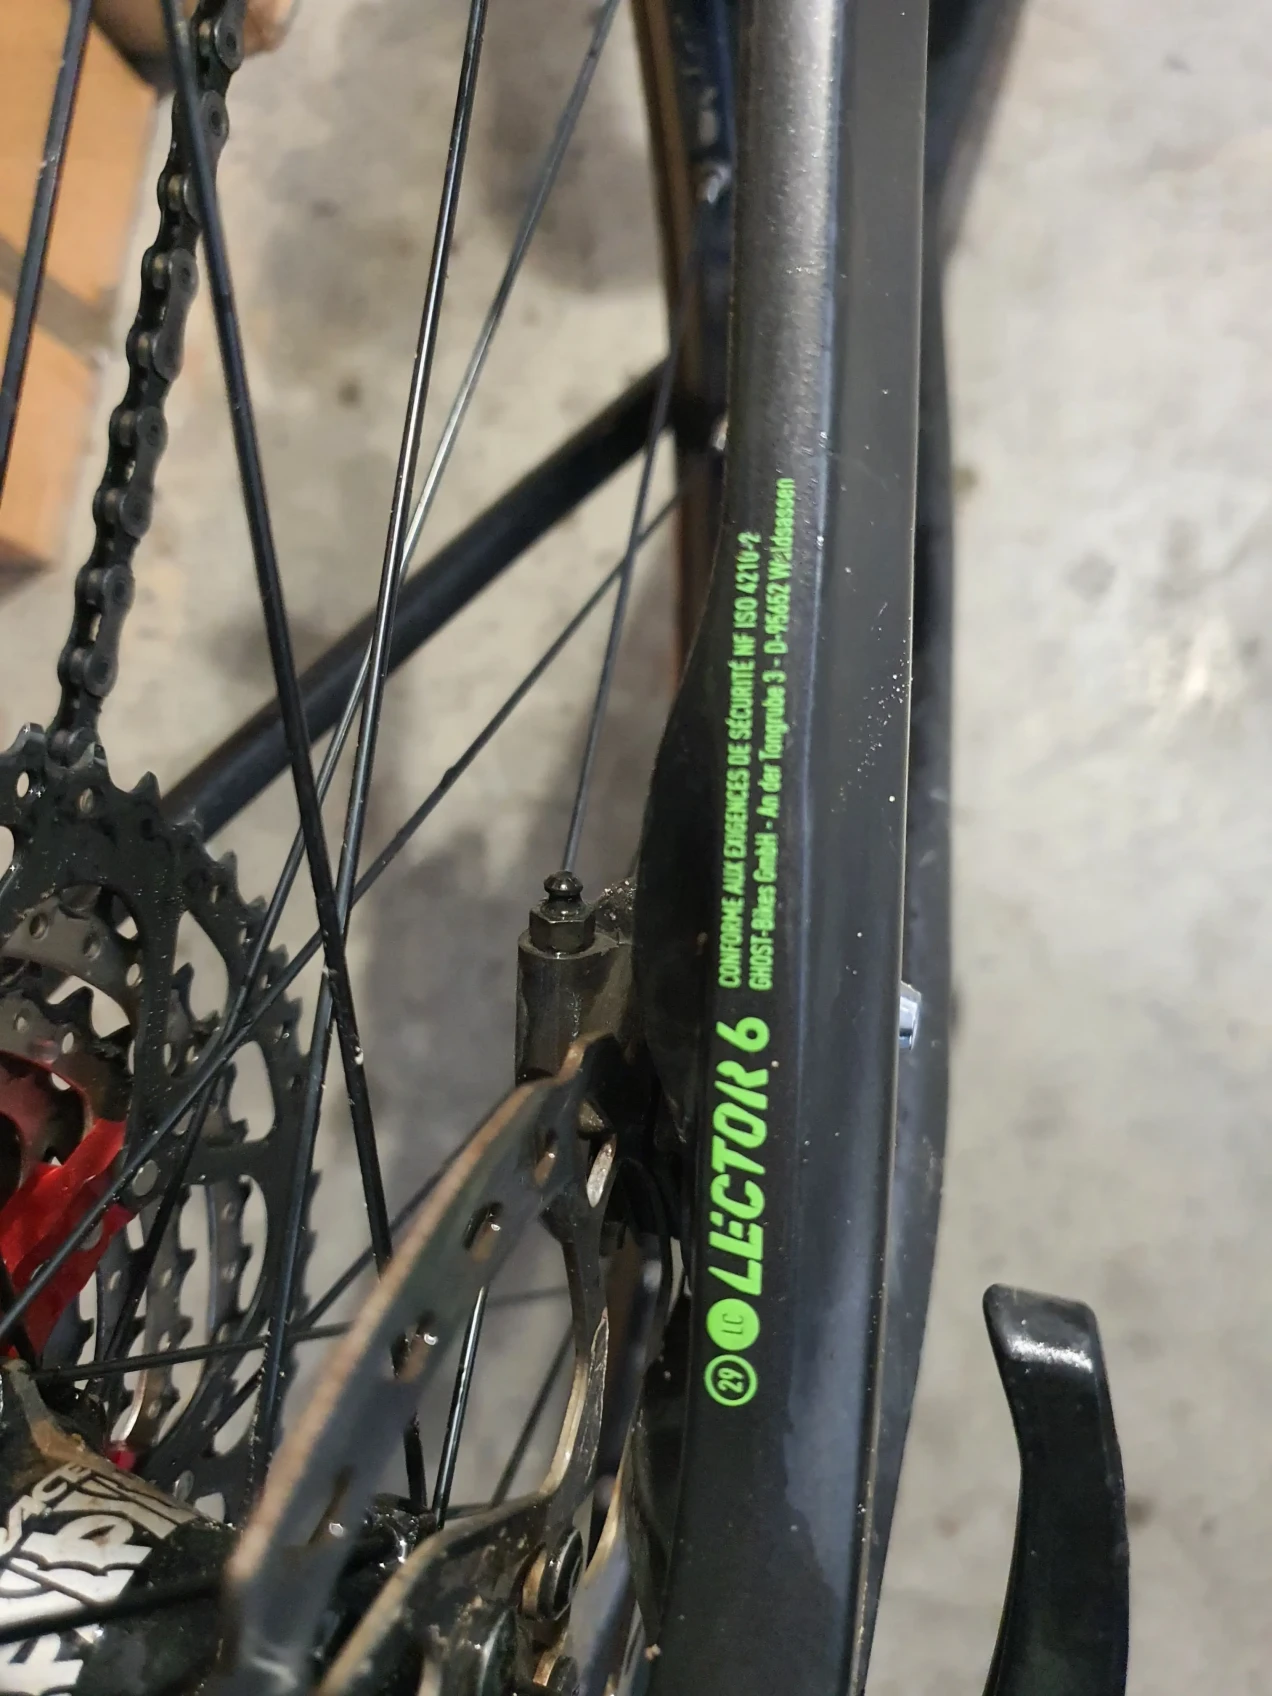 29 LC LECTOR 6
CONFORME AUX EXIGENCES DE SÉCURITÉ NF ISO 4210-2
GHOST-Bikes GmbH - An der Tongrube 3 - D-95652 Waldsassen